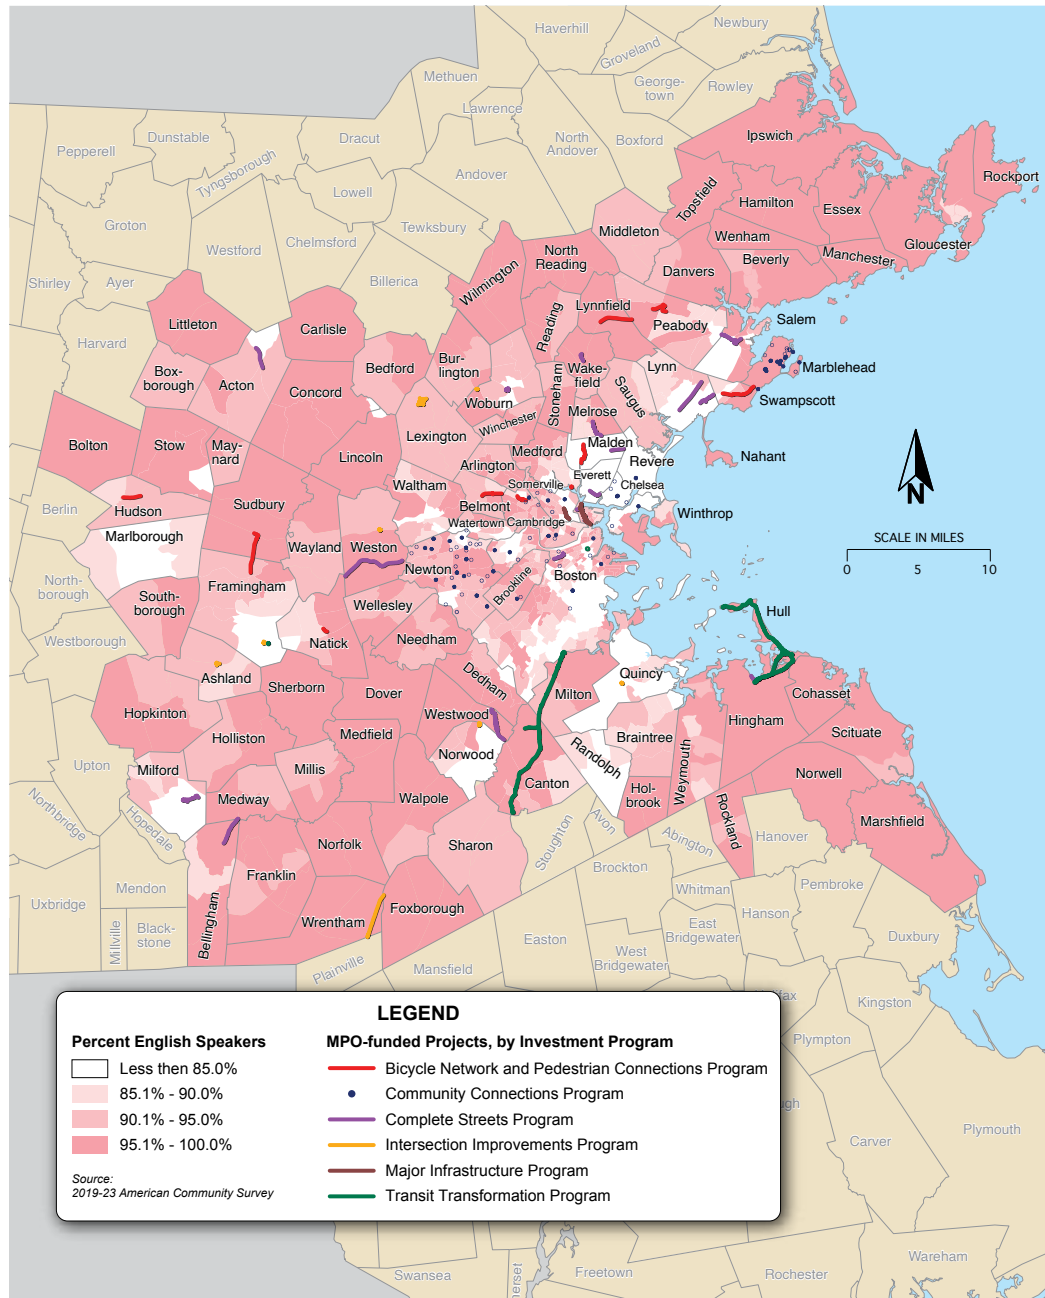 Haverhill
Newbury
Groveland
Methuen
George-
town
Rowley
Lawrence
Dunstable
Dracut
North
Andover
Boxford
Ipswich
Pepperell
Tyngsborough
Andover
Rockport
Lowell
Topsfield
Hamilton
Essex
Groton
Tewksbury
Middleton
Westford
Chelmsford
Wenham
Gloucester
North
Reading
Manchester
Shirley
Ayer
Billerica
Wilmington
Danvers
Beverly
Littleton
Carlisle
Lynnfield
Salem
Harvard
Reading
Peabody
Box-
borough
Acton
Bedford
Bur-
lington
Wake-
field
Lynn
Marblehead
Concord
Woburn
Stoneham
Saugus
Swampscott
Winchester
Melrose
Lexington
Bolton
Stow
May-
nard
Lincoln
Medford
Malden
Nahant
Arlington
Revere
Waltham
Everett
Somerville
Chelsea
Berlin
Hudson
Sudbury
Belmont
Winthrop
Watertown
Cambridge
Marlborough
Wayland
Weston
Newton
Boston
North-
borough
Framingham
Brookline
South-
borough
Wellesley
Hull
Westborough
Natick
Needham
Ashland
Sherborn
Dedham
Quincy
Dover
Milton
Cohasset
Hopkinton
Westwood
Hingham
Holliston
Medfield
Norwood
Randolph
Braintree
Weymouth
Scituate
Upton
Milford
Millis
Canton
Hol-
brook
Norwell
Northbridge
Hopedale
Medway
Walpole
Rockland
Marshfield
Norfolk
Sharon
Stoughton
Avon
Abington
Hanover
Mendon
Franklin
Brockton
Whitman
Pembroke
Uxbridge
Millville
Black-
stone
Bellingham
Wrentham
Foxborough
Hanson
East
Bridgewater
Duxbury
Easton
West
Bridgewater
Plainville
Mansfield
fax
Kingston
Plympton
gh
Carver
Plymouth
Wareham
Swansea
erset
Freetown
Rochester
N
SCALE IN MILES
0 5 10
LEGEND
Percent English Speakers
Less then 85.0%
85.1% - 90.0%
90.1% - 95.0%
95.1% - 100.0%
Source:
2019-23 American Community Survey
MPO-funded Projects, by Investment Program
Bicycle Network and Pedestrian Connections Program
Community Connections Program
Complete Streets Program
Intersection Improvements Program
Major Infrastructure Program
Transit Transformation Program